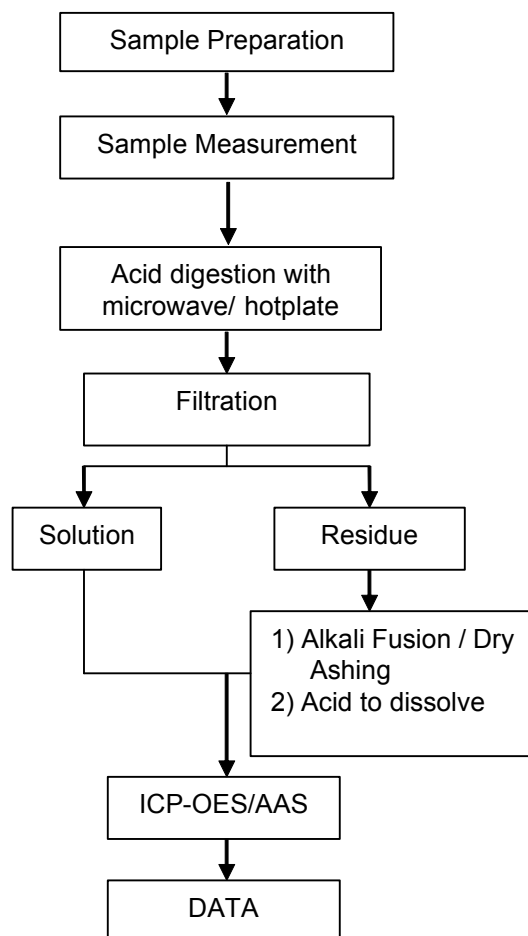 Sample Preparation
Sample Measurement
Acid digestion with
microwave/ hotplate
Filtration
Solution
Residue
1) Alkali Fusion / Dry
Ashing
2) Acid to dissolve
ICP-OES/AAS
DATA